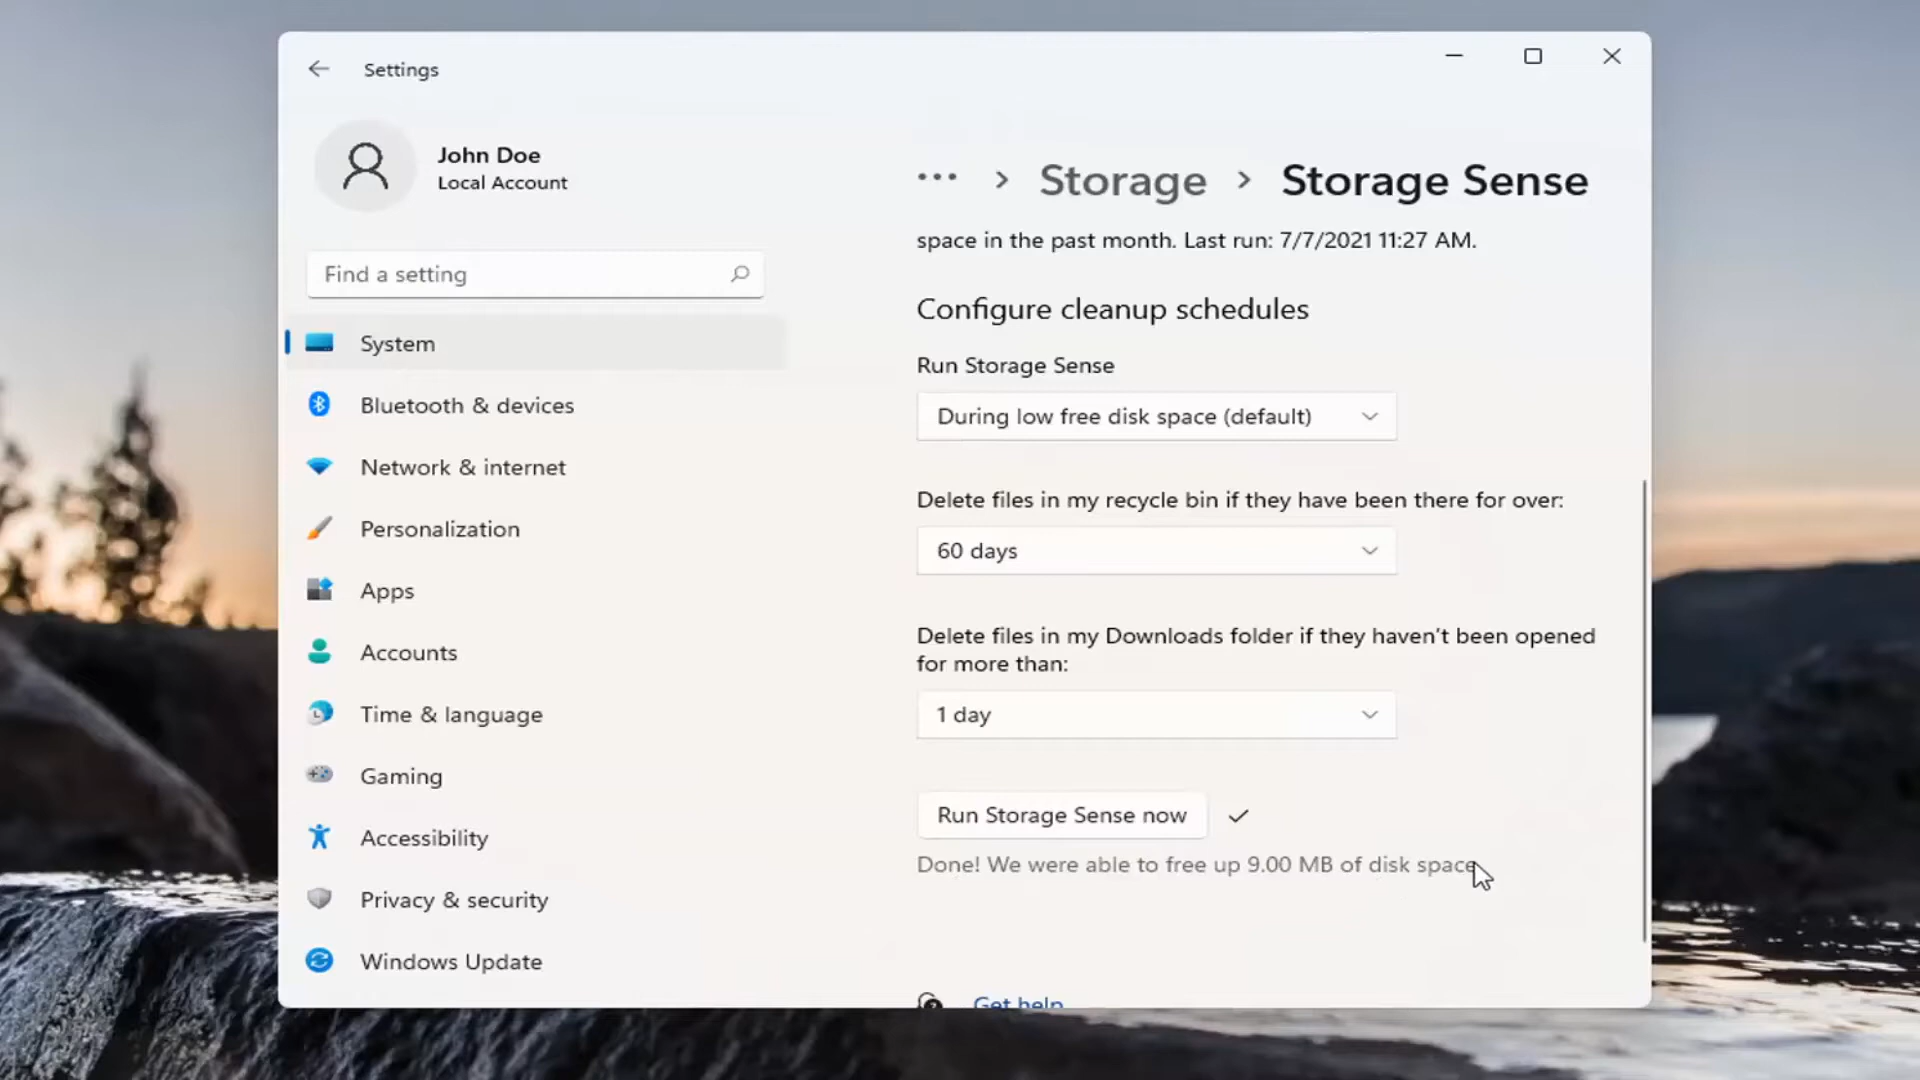 Settings
John Doe
Local Account
Find a setting
System
Bluetooth & devices
Network & internet
Personalization
Apps
Accounts
Time & language
Gaming
Accessibility
Privacy & security
Windows Update
... > Storage > Storage Sense
space in the past month. Last run: 7/7/2021 11:27 AM.
Configure cleanup schedules
Run Storage Sense
During low free disk space (default)
Delete files in my recycle bin if they have been there for over:
60 days
Delete files in my Downloads folder if they haven't been opened
for more than:
1 day
Run Storage Sense now
Done! We were able to free up 9.00 MB of disk space
Get help